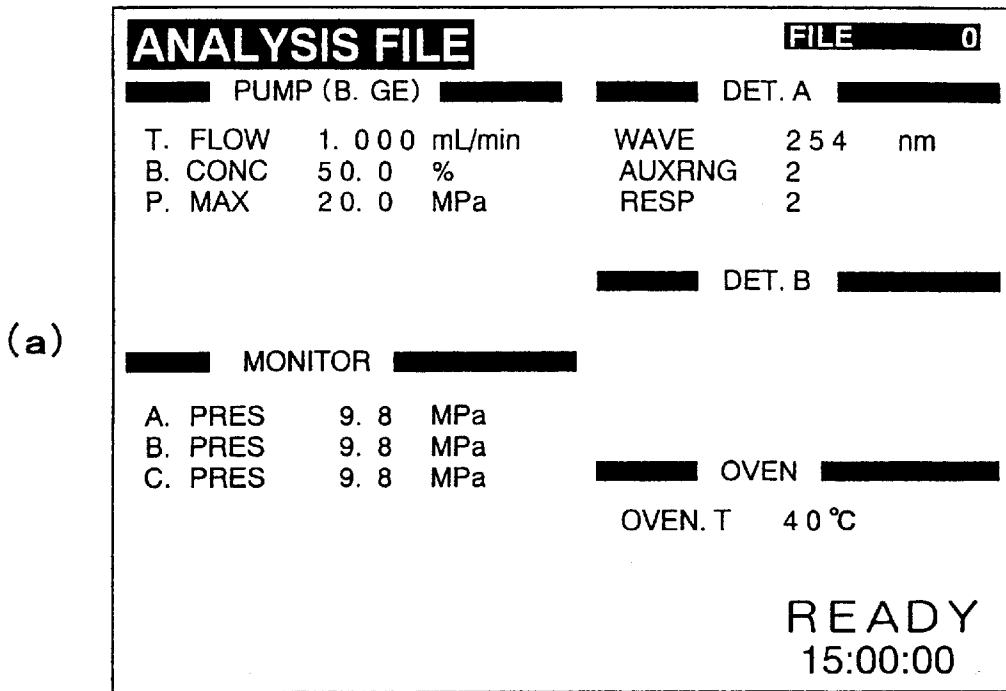 (a)
ANALYSIS FILE
FILE 0
PUMP (B. GE)
T. FLOW 1. 000 mL/min
B. CONC 50. 0 %
P. MAX 20. 0 MPa
MONITOR
A. PRES 9. 8 MPa
B. PRES 9. 8 MPa
C. PRES 9. 8 MPa
DET. A
WAVE 254 nm
AUXRNG 2
RESP 2
DET. B
OVEN
OVEN. T 40℃
READY
15:00:00